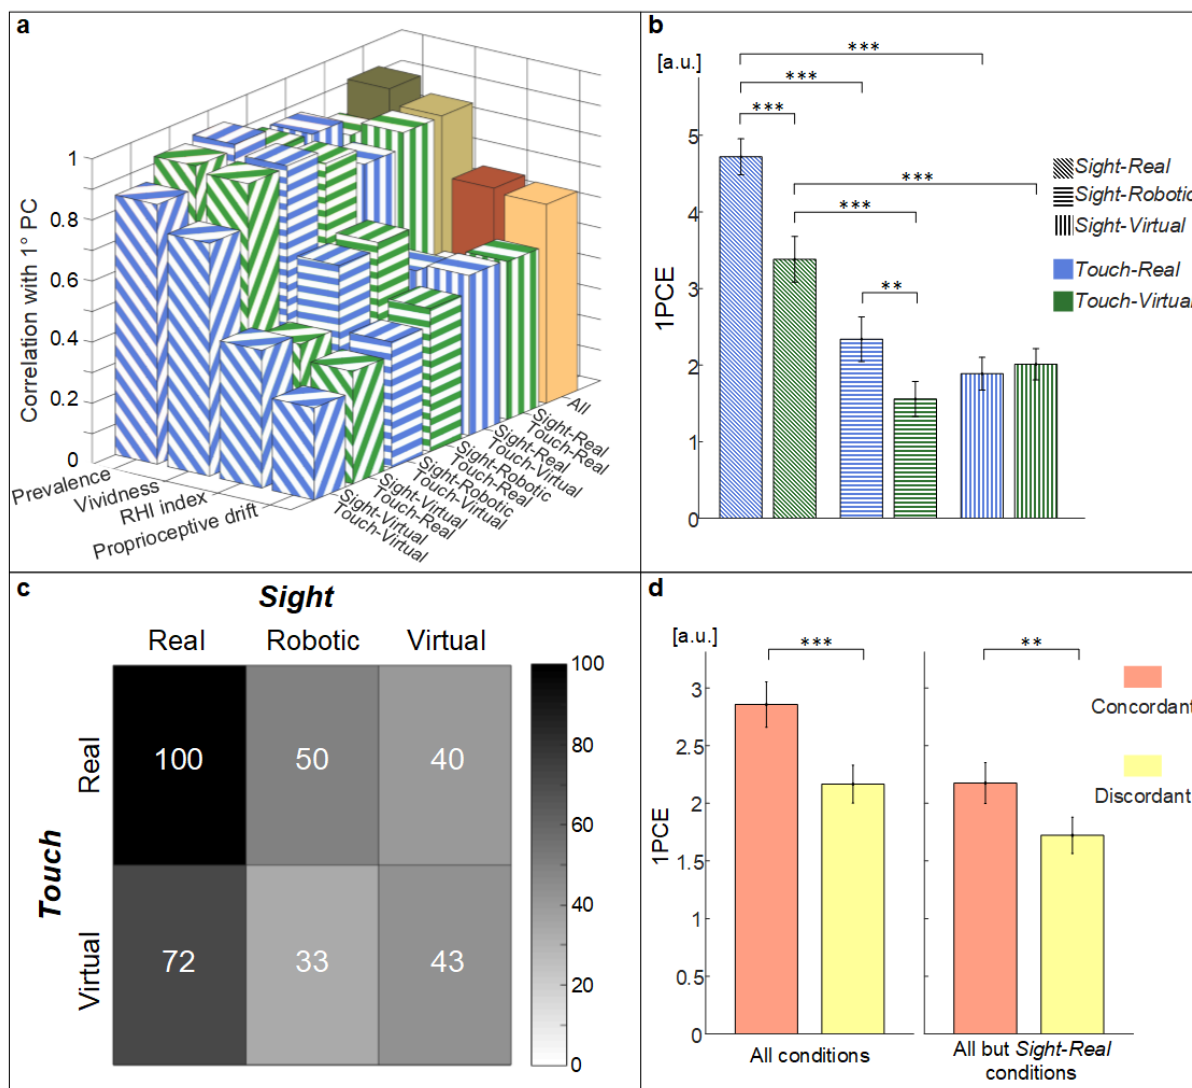 a
Correlation with 1° PC
1
0.8
0.6
0.4
0.2
0
Prevalence
Vividness
RHI index
Proprioceptive drift
All
Sight-Real
Touch-Real
Sight-Real
Touch-Virtual
Sight-Robotic
Touch-Real
Sight-Robotic
Touch-Virtual
Sight-Virtual
Touch-Real
Sight-Virtual
Touch-Virtual
b
[a.u.]
1PCE
5
4
3
2
1
0
***
***
***
***
***
**
Sight-Real
Sight-Robotic
Sight-Virtual
Touch-Real
Touch-Virtual
c
Sight
Real Robotic Virtual
Touch
Real
Virtual
100 50 40
72 33 43
100
80
60
40
20
0
d
[a.u.]
1PCE
3
2.5
2
1.5
1
0.5
0
***
**
Concordant
Discordant
All conditions
All but Sight-Real
conditions